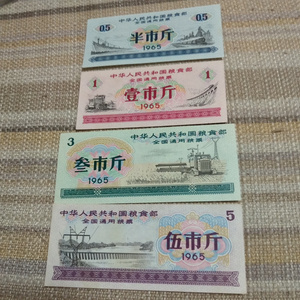 中华人民共和国粮食部
全国通用粮票
0.5
半市斤
0.5
1965
中华人民共和国粮食部
全国通用粮票
1
壹市斤
1
1965
中华人民共和国粮食部
全国通用粮票
3
叁市斤
1965
中华人民共和国粮食部
全国通用粮票
5
伍市斤
1965